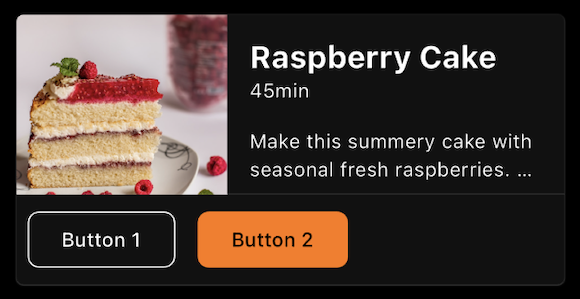 Raspberry Cake
45min
Make this summery cake with
seasonal fresh raspberries. ...
Button 1
Button 2